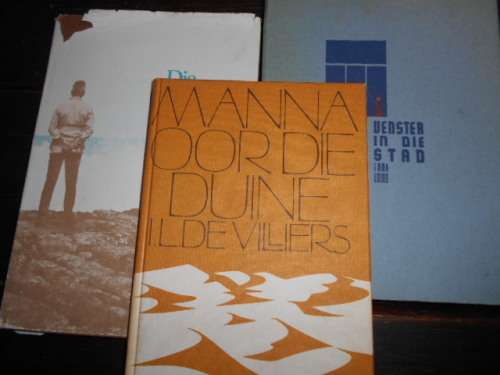 Die
MANNA
OOR DIE
DUINE
I.L.DE VILLIERS
VENSTER
IN DIE
STAD